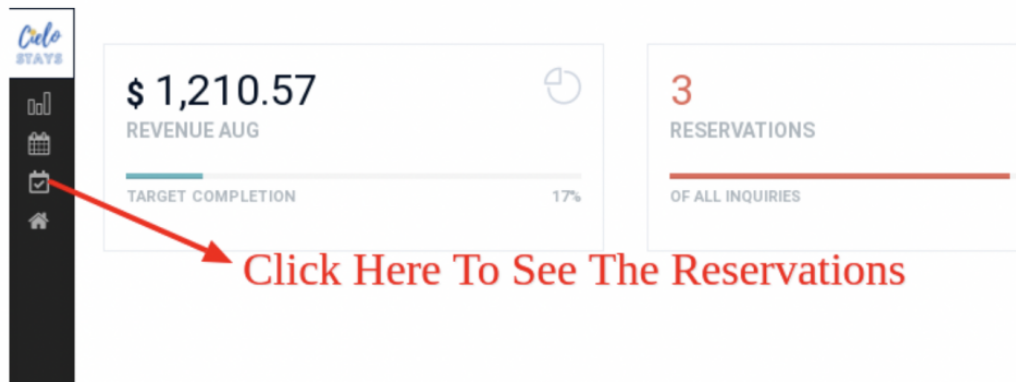 Cielo
STAYS
$ 1,210.57
REVENUE AUG
TARGET COMPLETION 17%
3
RESERVATIONS
OF ALL INQUIRIES
Click Here To See The Reservations